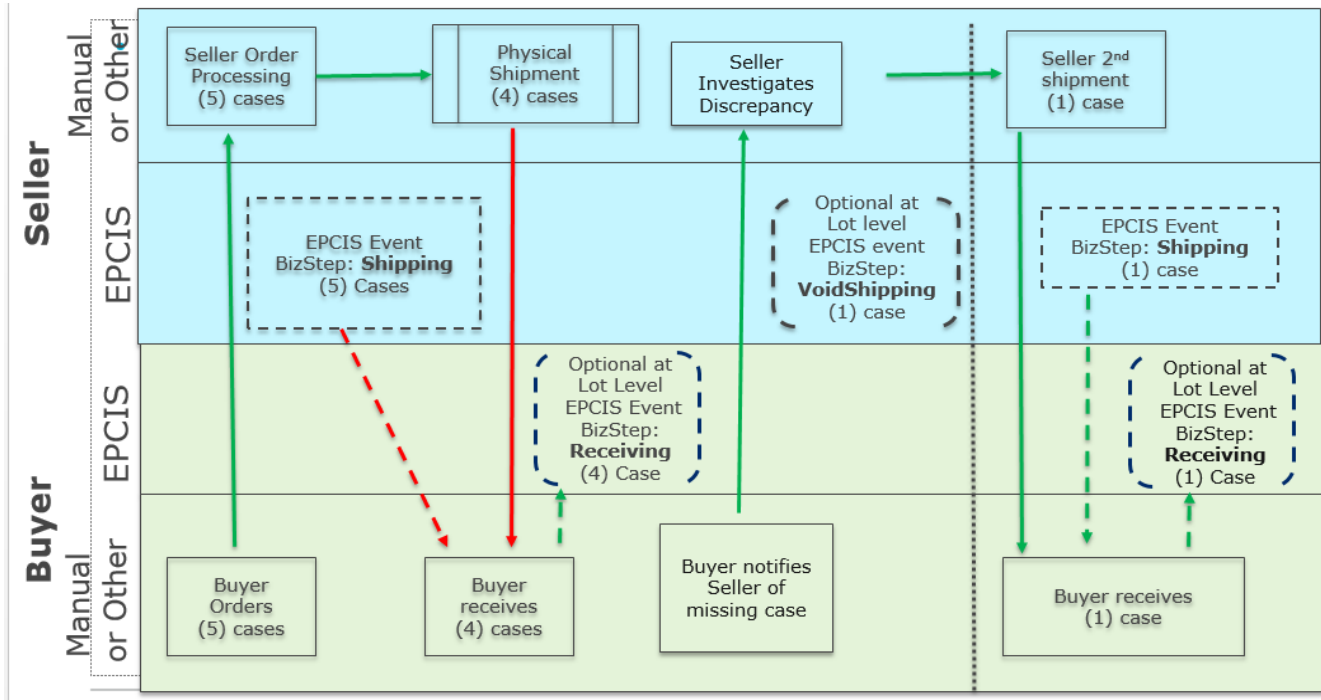 Seller
Manual
or Other
EPCIS
Buyer
EPCIS
Manual
or Other
Seller Order
Processing
(5) cases
Physical
Shipment
(4) cases
Seller
Investigates
Discrepancy
Seller 2nd
shipment
(1) case
EPCIS Event
BizStep: Shipping
(5) Cases
Optional at
Lot level
EPCIS event
BizStep:
VoidShipping
(1) case
EPCIS Event
BizStep: Shipping
(1) case
Optional at
Lot Level
EPCIS Event
BizStep:
Receiving
(4) Case
Optional at
Lot Level
EPCIS Event
BizStep:
Receiving
(1) Case
Buyer
Orders
(5) cases
Buyer
receives
(4) cases
Buyer notifies
Seller of
missing case
Buyer receives
(1) case